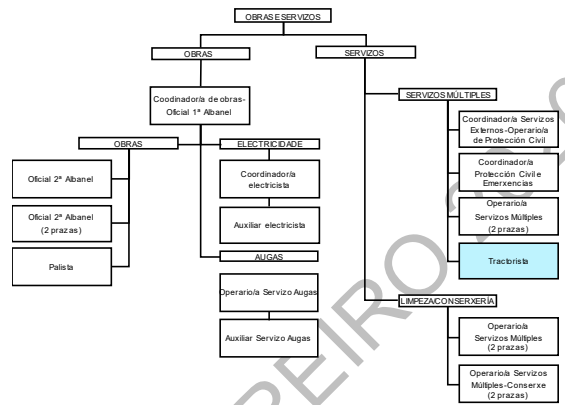 OBRAS E SERVIZOS
OBRAS
SERVIZOS
Coodinador/a de obras-
Oficial 1ª Albanel
OBRAS
Oficial 2ª Albanel
Oficial 2ª Albanel
(2 prazas)
Palista
ELECTRICIDADE
Coordinador/a
electricista
Auxiliar electricista
AUGAS
Operario/a Servizo Augas
Auxiliar Servizo Augas
SERVIZOS MÚLTIPLES
Coordinador/a Servizos
Externos-Operario/a
de Protección Civil
Coordinador/a
Protección Civil e
Emerxencias
Operario/a
Servizos Múltiples
(2 prazas)
Tractorista
LIMPEZA/CONSERXERÍA
Operario/a
Servizos Múltiples
(2 prazas)
Operario/a Servizos
Múltiples-Conserxe
(2 prazas)